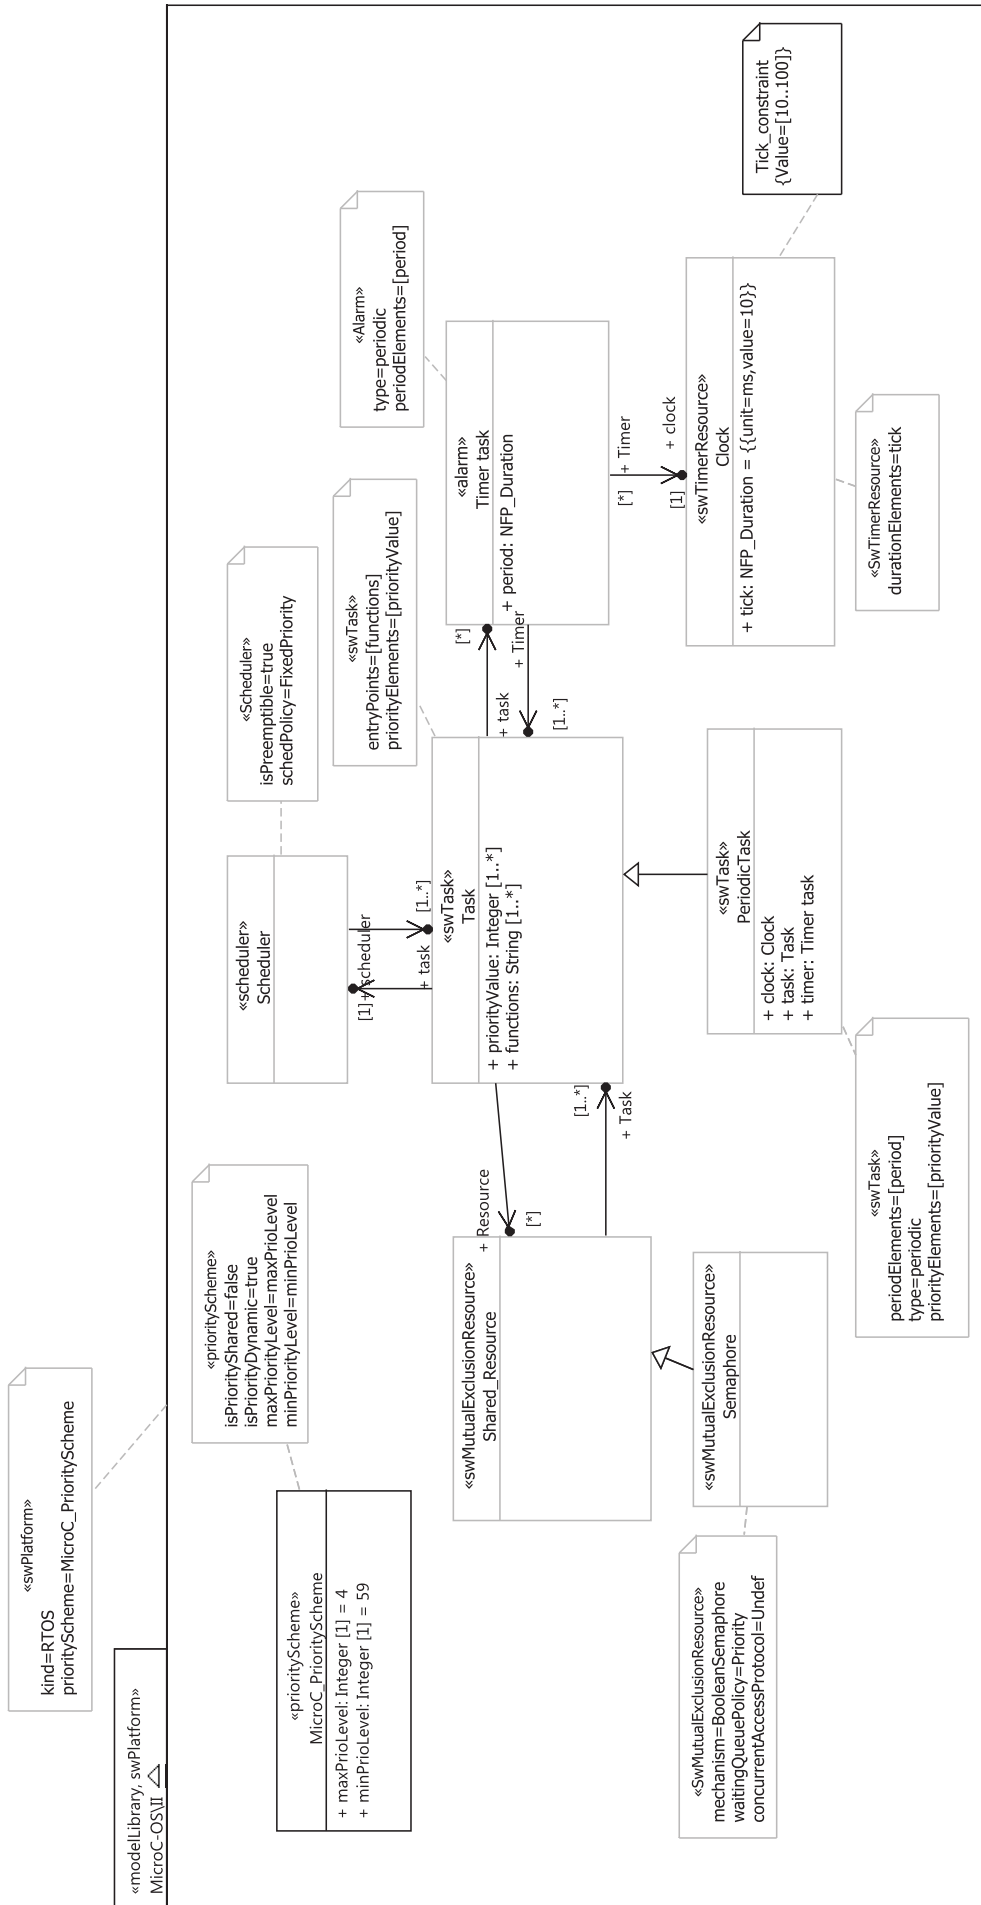 «modelLibrary, swPlatform»
MicroC-OS\II
«swPlatform»
kind=RTOS
priorityScheme=MicroC_PriorityScheme
«priorityScheme»
isPriorityShared=false
isPriorityDynamic=true
maxPriorityLevel=maxPrioLevel
minPriorityLevel=minPrioLevel
«priorityScheme»
MicroC_PriorityScheme
+ maxPrioLevel: Integer [1] = 4
+ minPrioLevel: Integer [1] = 59
«scheduler»
Scheduler
«Scheduler»
isPreemptible=true
schedPolicy=FixedPriority
[1]
+ scheduler
+ task
[1..*]
«swTask»
entryPoints=[functions]
priorityElements=[priorityValue]
«Alarm»
type=periodic
periodElements=[period]
«swTask»
Task
+ priorityValue: Integer [1..*]
+ functions: String [1..*]
+ task
[*]
+ Timer
[1..*]
«alarm»
Timer task
+ period: NFP_Duration
[*]
+ Timer
[1]
+ clock
«swMutualExclusionResource»
Shared_Resource
+ Resource
[*]
[1..*]
+ Task
«swMutualExclusionResource»
Semaphore
«SwMutualExclusionResource»
mechanism=BooleanSemaphore
waitingQueuePolicy=Priority
concurrentAccessProtocol=Undef
«swTask»
PeriodicTask
+ clock: Clock
+ task: Task
+ timer: Timer task
«swTask»
periodElements=[period]
type=periodic
priorityElements=[priorityValue]
«swTimerResource»
Clock
+ tick: NFP_Duration = {{unit=ms,value=10}}
«SwTimerResource»
durationElements=tick
Tick_constraint
{Value=[10..100]}